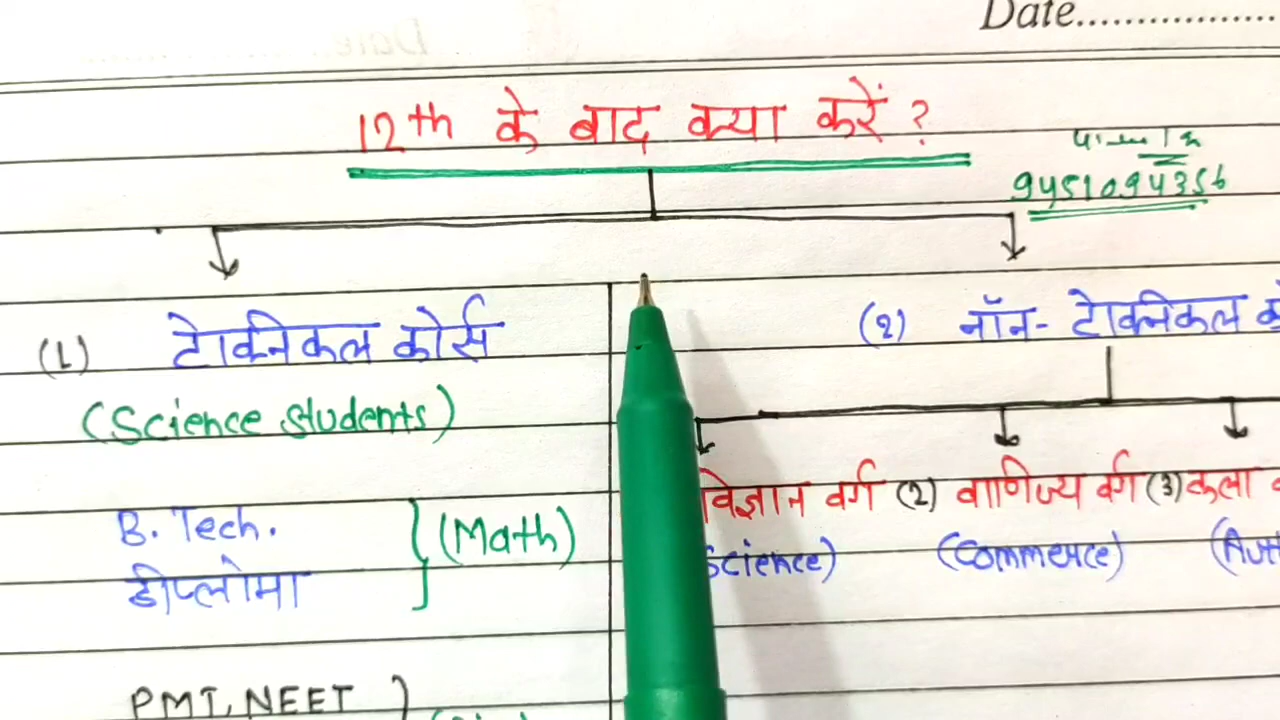 Date
12th के बाद क्या करें ?
9451094356
(1) टेक्निकल कोर्स
(Science students)
B. Tech.
डीप्लोमा
(Math)
PMT, NEET
(2) नॉन- टेक्निकल
विज्ञान वर्ग (2) वाणिज्य वर्ग (3) कला
Science) (Commerce)